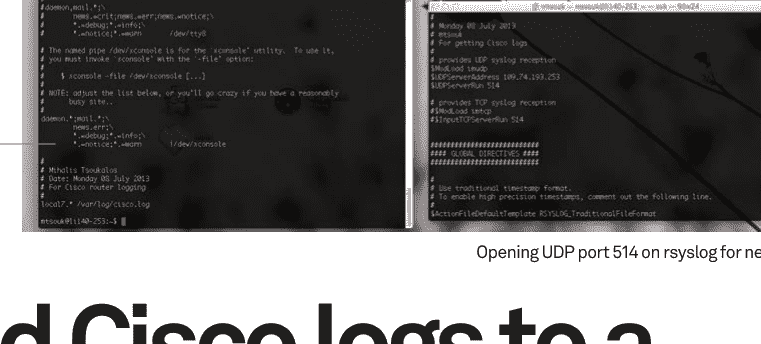 #daemon,mail.*;\
#       news.=crit;news.=err;news.=notice;\
#       *.=debug;*.=info;\
#       *.=notice;*.=warn       /dev/tty8

# The named pipe /dev/xconsole is for the `xconsole' utility.  To use it,
# you must invoke `xconsole' with the `-file' option:
#
#    $ xconsole -file /dev/xconsole [...]
#
# NOTE: adjust the list below, or you'll go crazy if you have a reasonably
#      busy site..
#
daemon.*;mail.*;\
        news.err;\
        *.=debug;*.=info;\
        *.=notice;*.=warn       |/dev/xconsole

#
# Mihalis Tsoukalos
# Date: Monday 08 July 2013
# For Cisco router logging
#
local7.* /var/log/cisco.log

mtsouk@li140-253:~$
#
# Monday 08 July 2013
# mtsouk
# For getting Cisco logs
#
# provides UDP syslog reception
$ModLoad imudp
$UDPServerAddress 109.74.193.253
$UDPServerRun 514

# provides TCP syslog reception
#$ModLoad imtcp
#$InputTCPServerRun 514

###########################
#### GLOBAL DIRECTIVES ####
###########################

#
# Use traditional timestamp format.
# To enable high precision timestamps, comment out the following line.
#
$ActionFileDefaultTemplate RSYSLOG_TraditionalFileFormat
Opening UDP port 514 on rsyslog for ne
d Cisco logs to a